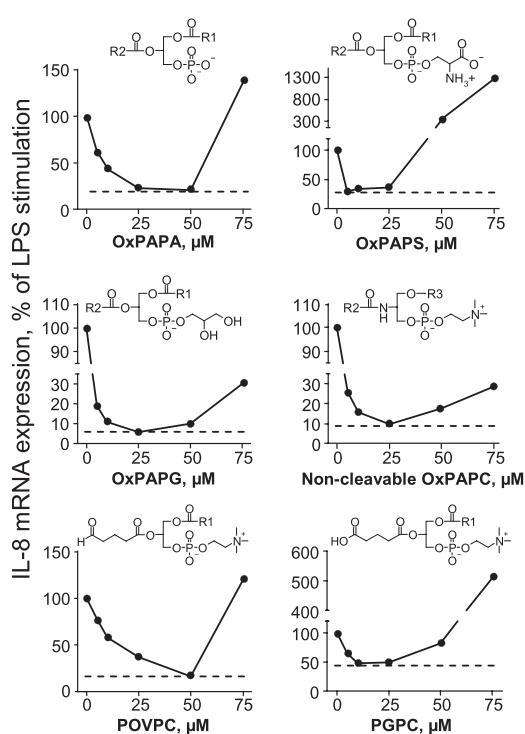 IL-8 mRNA expression, % of LPS stimulation
O
R2 O O R1
O
O P O⁻
O⁻
O
150
100
50
0
0 25 50 75
OxPAPA, µM
O
R2 O O R1
O
O P O O⁻
O⁻
O
NH₃+
1300
800
300
100
50
0
0 25 50 75
OxPAPS, µM
O
R2 O O R1
O
O P O OH
O⁻ OH
O
110
100
90
30
20
10
0
0 25 50 75
OxPAPG, µM
O
R2 N O R3
H
O
O P O N⁺
O⁻
110
100
90
30
20
10
0
0 25 50 75
Non-cleavable OxPAPC, µM
O O O
H O O R1
O
O P O N⁺
O⁻
150
100
50
0
0 25 50 75
POVPC, µM
O O O
HO O O R1
O
O P O N⁺
O⁻
600
500
400
100
50
0
0 25 50 75
PGPC, µM